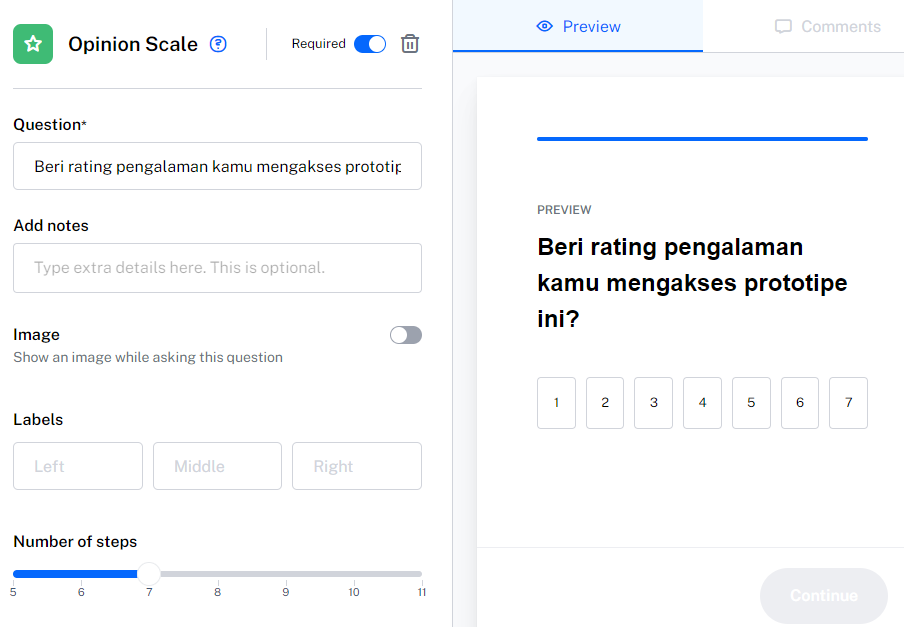 Opinion Scale
Required
Question*
Beri rating pengalaman kamu mengakses prototip
Add notes
Type extra details here. This is optional.
Image
Show an image while asking this question
Labels
Left Middle Right
Number of steps
5 6 7 8 9 10 11
Preview
Comments
PREVIEW
Beri rating pengalaman
kamu mengakses prototipe
ini?
1 2 3 4 5 6 7
Continue